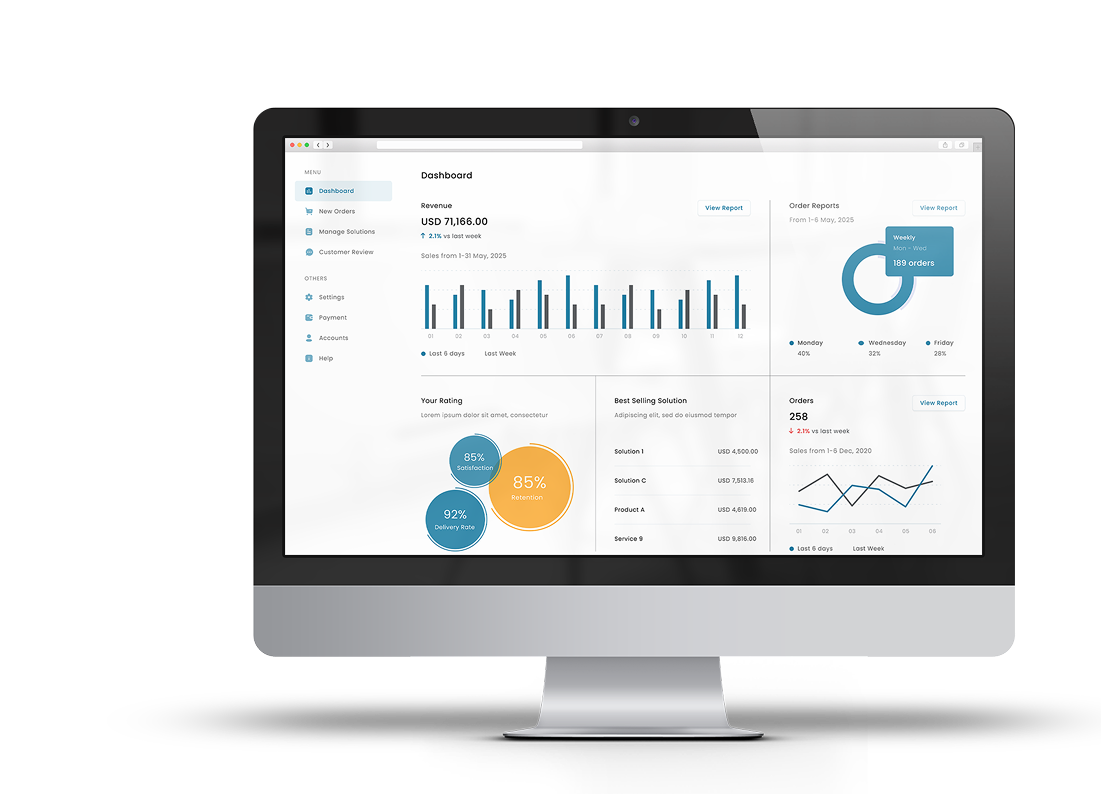 MENU
Dashboard
New Orders
Manage Solutions
Customer Review
OTHERS
Settings
Payment
Accounts
Help
Dashboard
Revenue
View Report
USD 71,166.00
2.1% vs last week
Sales from 1-31 May, 2025
01 02 03 04 05 06 07 08 09 10 11 12
Last 6 days Last Week
Order Reports
View Report
From 1-6 May, 2025
Weekly
Mon - Wed
189 orders
Monday Wednesday Friday
40% 32% 28%
Your Rating
Lorem ipsum dolor sit amet, consectetur
85%
Satisfaction
85%
Retention
92%
Delivery Rate
Best Selling Solution
Adipiscing elit, sed do eiusmod tempor
Solution 1 USD 4,500.00
Solution C USD 7,513.16
Product A USD 4,619.00
Service 9 USD 9,816.00
Orders
View Report
258
2.1% vs last week
Sales from 1-6 Dec, 2020
01 02 03 04 05 06
Last 6 days Last Week